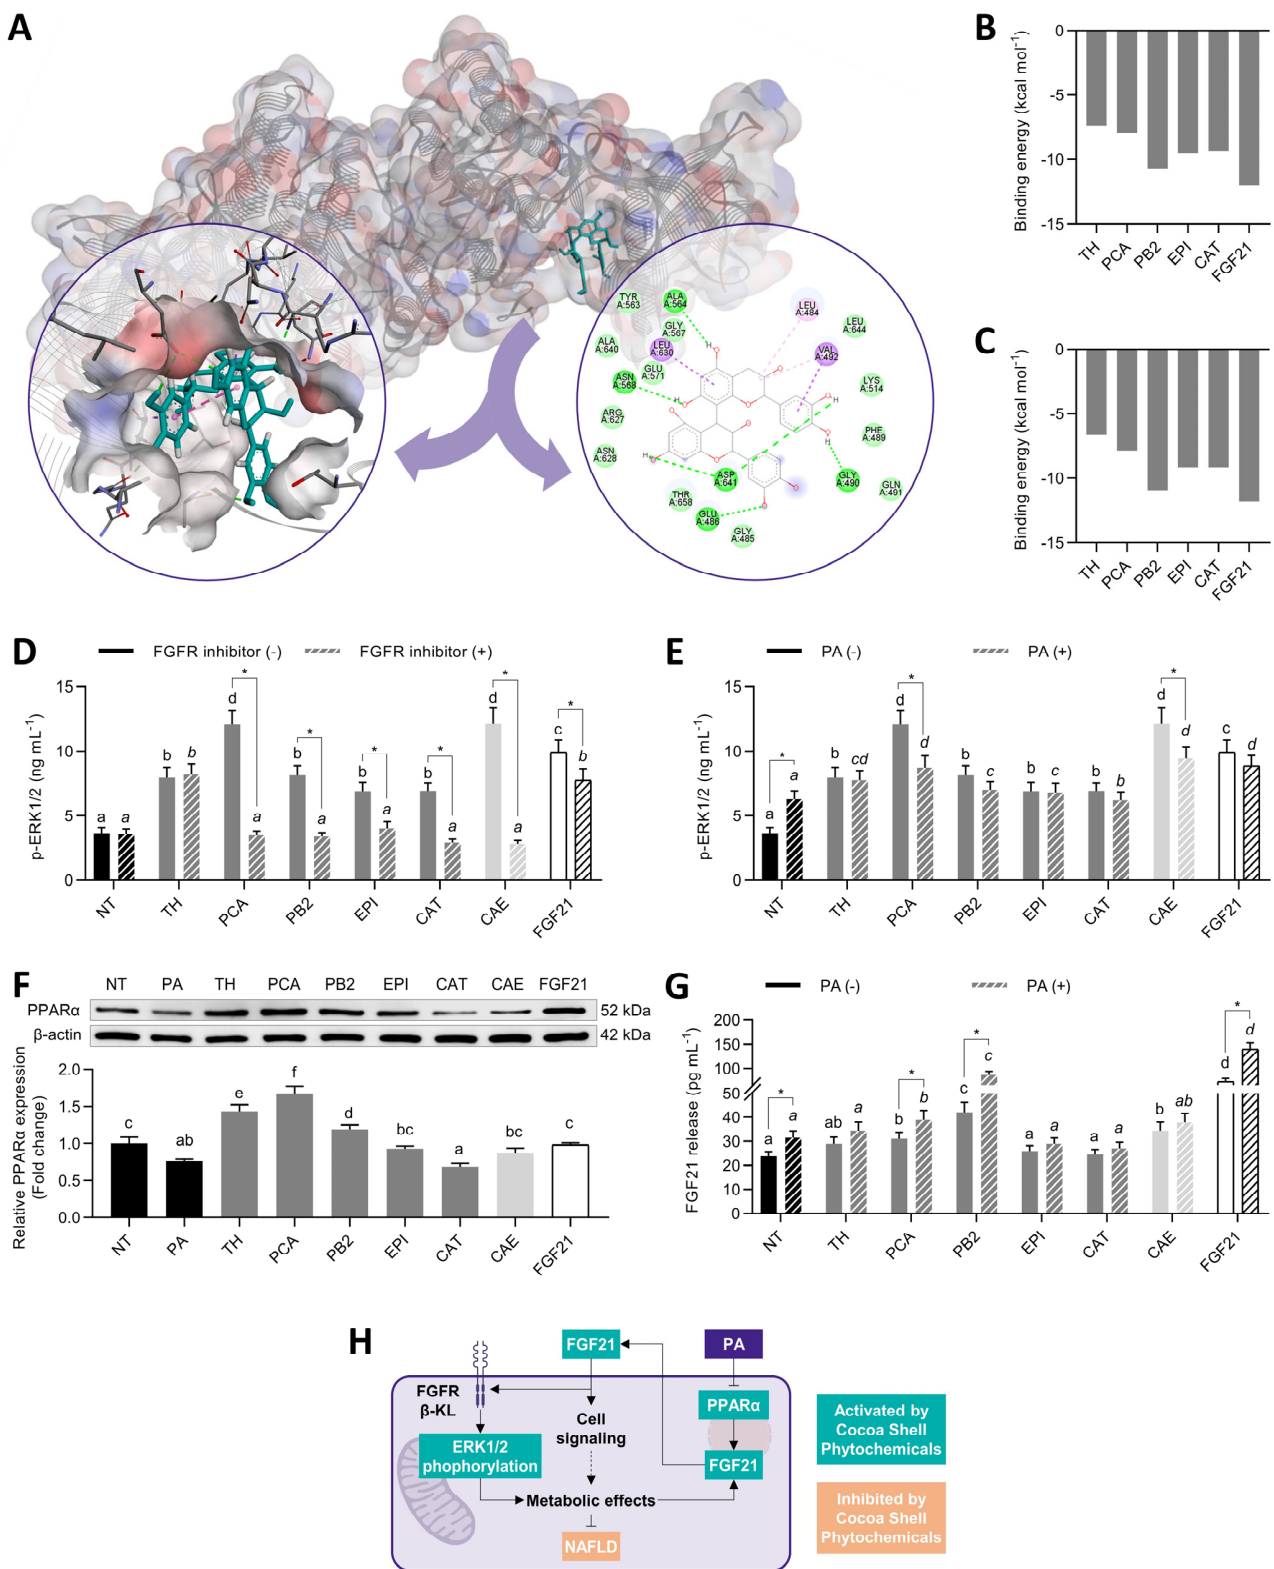 A
TYR
A:563
ALA
A:564
GLY
A:567
LEU
A:630
GLU
A:571
ALA
A:640
ASN
A:568
ARG
A:627
ASN
A:628
LEU
A:484
LEU
A:644
VAL
A:492
LYS
A:514
PHE
A:489
GLY
A:490
GLN
A:491
ASP
A:641
THR
A:658
GLU
A:486
GLY
A:485
H
H
H
H
B
Binding energy (kcal mol⁻¹)
0
-5
-10
-15
TH PCA PB2 EPI CAT FGF21
C
Binding energy (kcal mol⁻¹)
0
-5
-10
-15
TH PCA PB2 EPI CAT FGF21
D
FGFR inhibitor (-) FGFR inhibitor (+)
p-ERK1/2 (ng mL⁻¹)
15
10
5
0
a a b b d * a b * a b * a b * a d * a c * b
NT TH PCA PB2 EPI CAT CAE FGF21
E
PA (-) PA (+)
p-ERK1/2 (ng mL⁻¹)
15
10
5
0
a * a b cd d * d b c b c b b d * d c d
NT TH PCA PB2 EPI CAT CAE FGF21
F
NT PA TH PCA PB2 EPI CAT CAE FGF21
PPARα 52 kDa
β-actin 42 kDa
Relative PPARα expression
(Fold change)
2.0
1.5
1.0
0.5
0.0
c ab e f d bc a bc c
NT PA TH PCA PB2 EPI CAT CAE FGF21
G
PA (-) PA (+)
FGF21 release (pg mL⁻¹)
200
150
100
50
40
30
20
10
0
a * a ab a b * b c * c a a a a b ab d * d
NT TH PCA PB2 EPI CAT CAE FGF21
H
FGF21
PA
FGFR
β-KL
PPARα
Cell
signaling
ERK1/2
phophorylation
FGF21
Metabolic effects
NAFLD
Activated by
Cocoa Shell
Phytochemicals
Inhibited by
Cocoa Shell
Phytochemicals